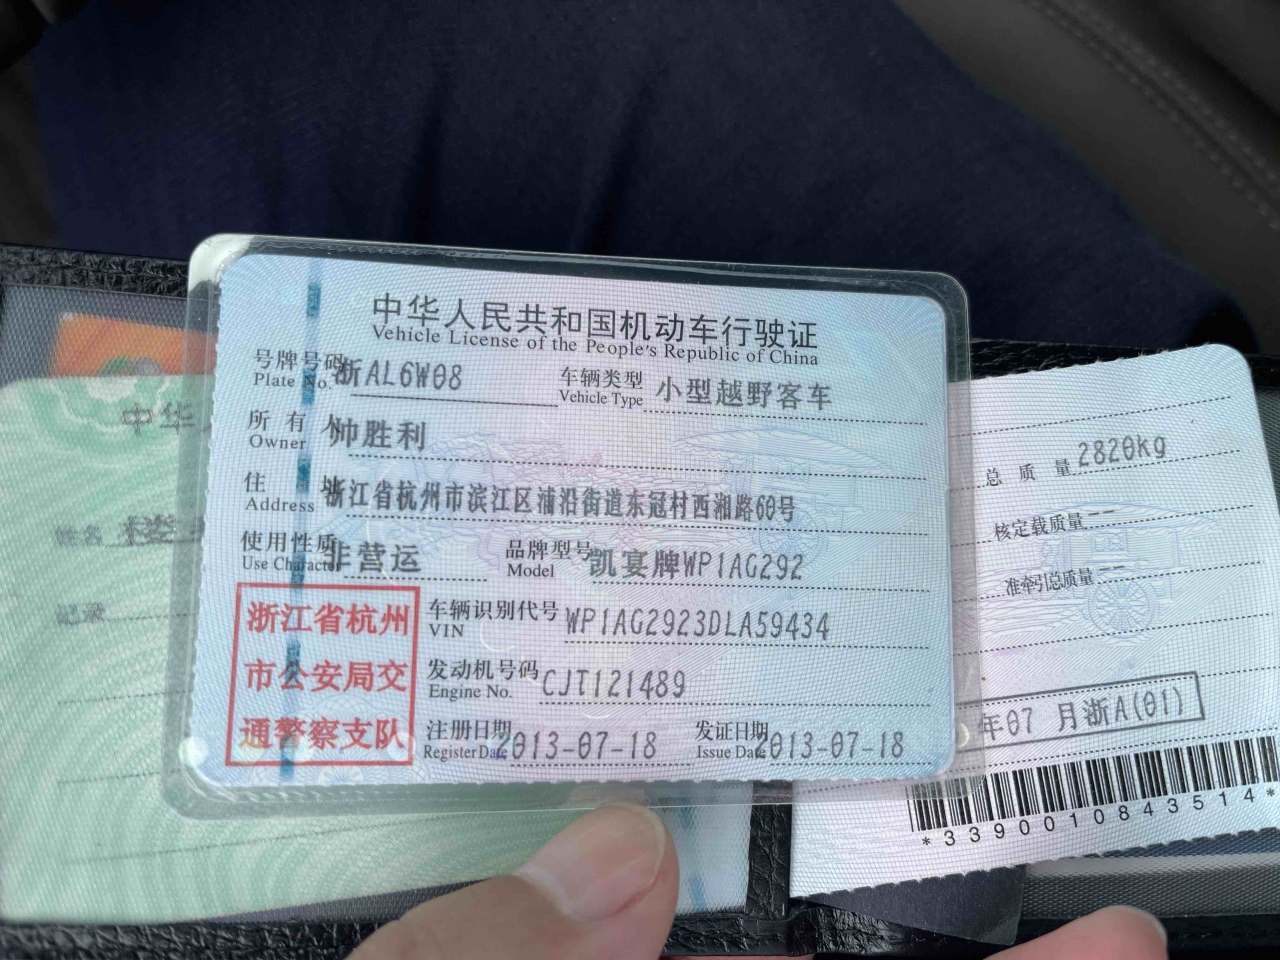 中华人民共和国机动车行驶证
Vehicle License of the People's Republic of China
号牌号码 浙AL6W08 车辆类型 小型越野客车
Plate No. Vehicle Type
所有人 帅胜利
Owner
住址 浙江省杭州市滨江区浦沿街道东冠村西湘路60号
Address
使用性质 非营运 品牌型号 凯宴牌WP1AG292
Use Character Model
浙江省杭州
市公安局交
通警察支队
车辆识别代号 WP1AG2923DLA59434
VIN
发动机号码 CJT121489
Engine No.
注册日期 2013-07-18 发证日期 2013-07-18
Register Date Issue Date
中华
姓名 楼
记录
总质量 2820kg
核定载质量 --
准牵引总质量 --
年07 月浙A(01)
*3390010843514*